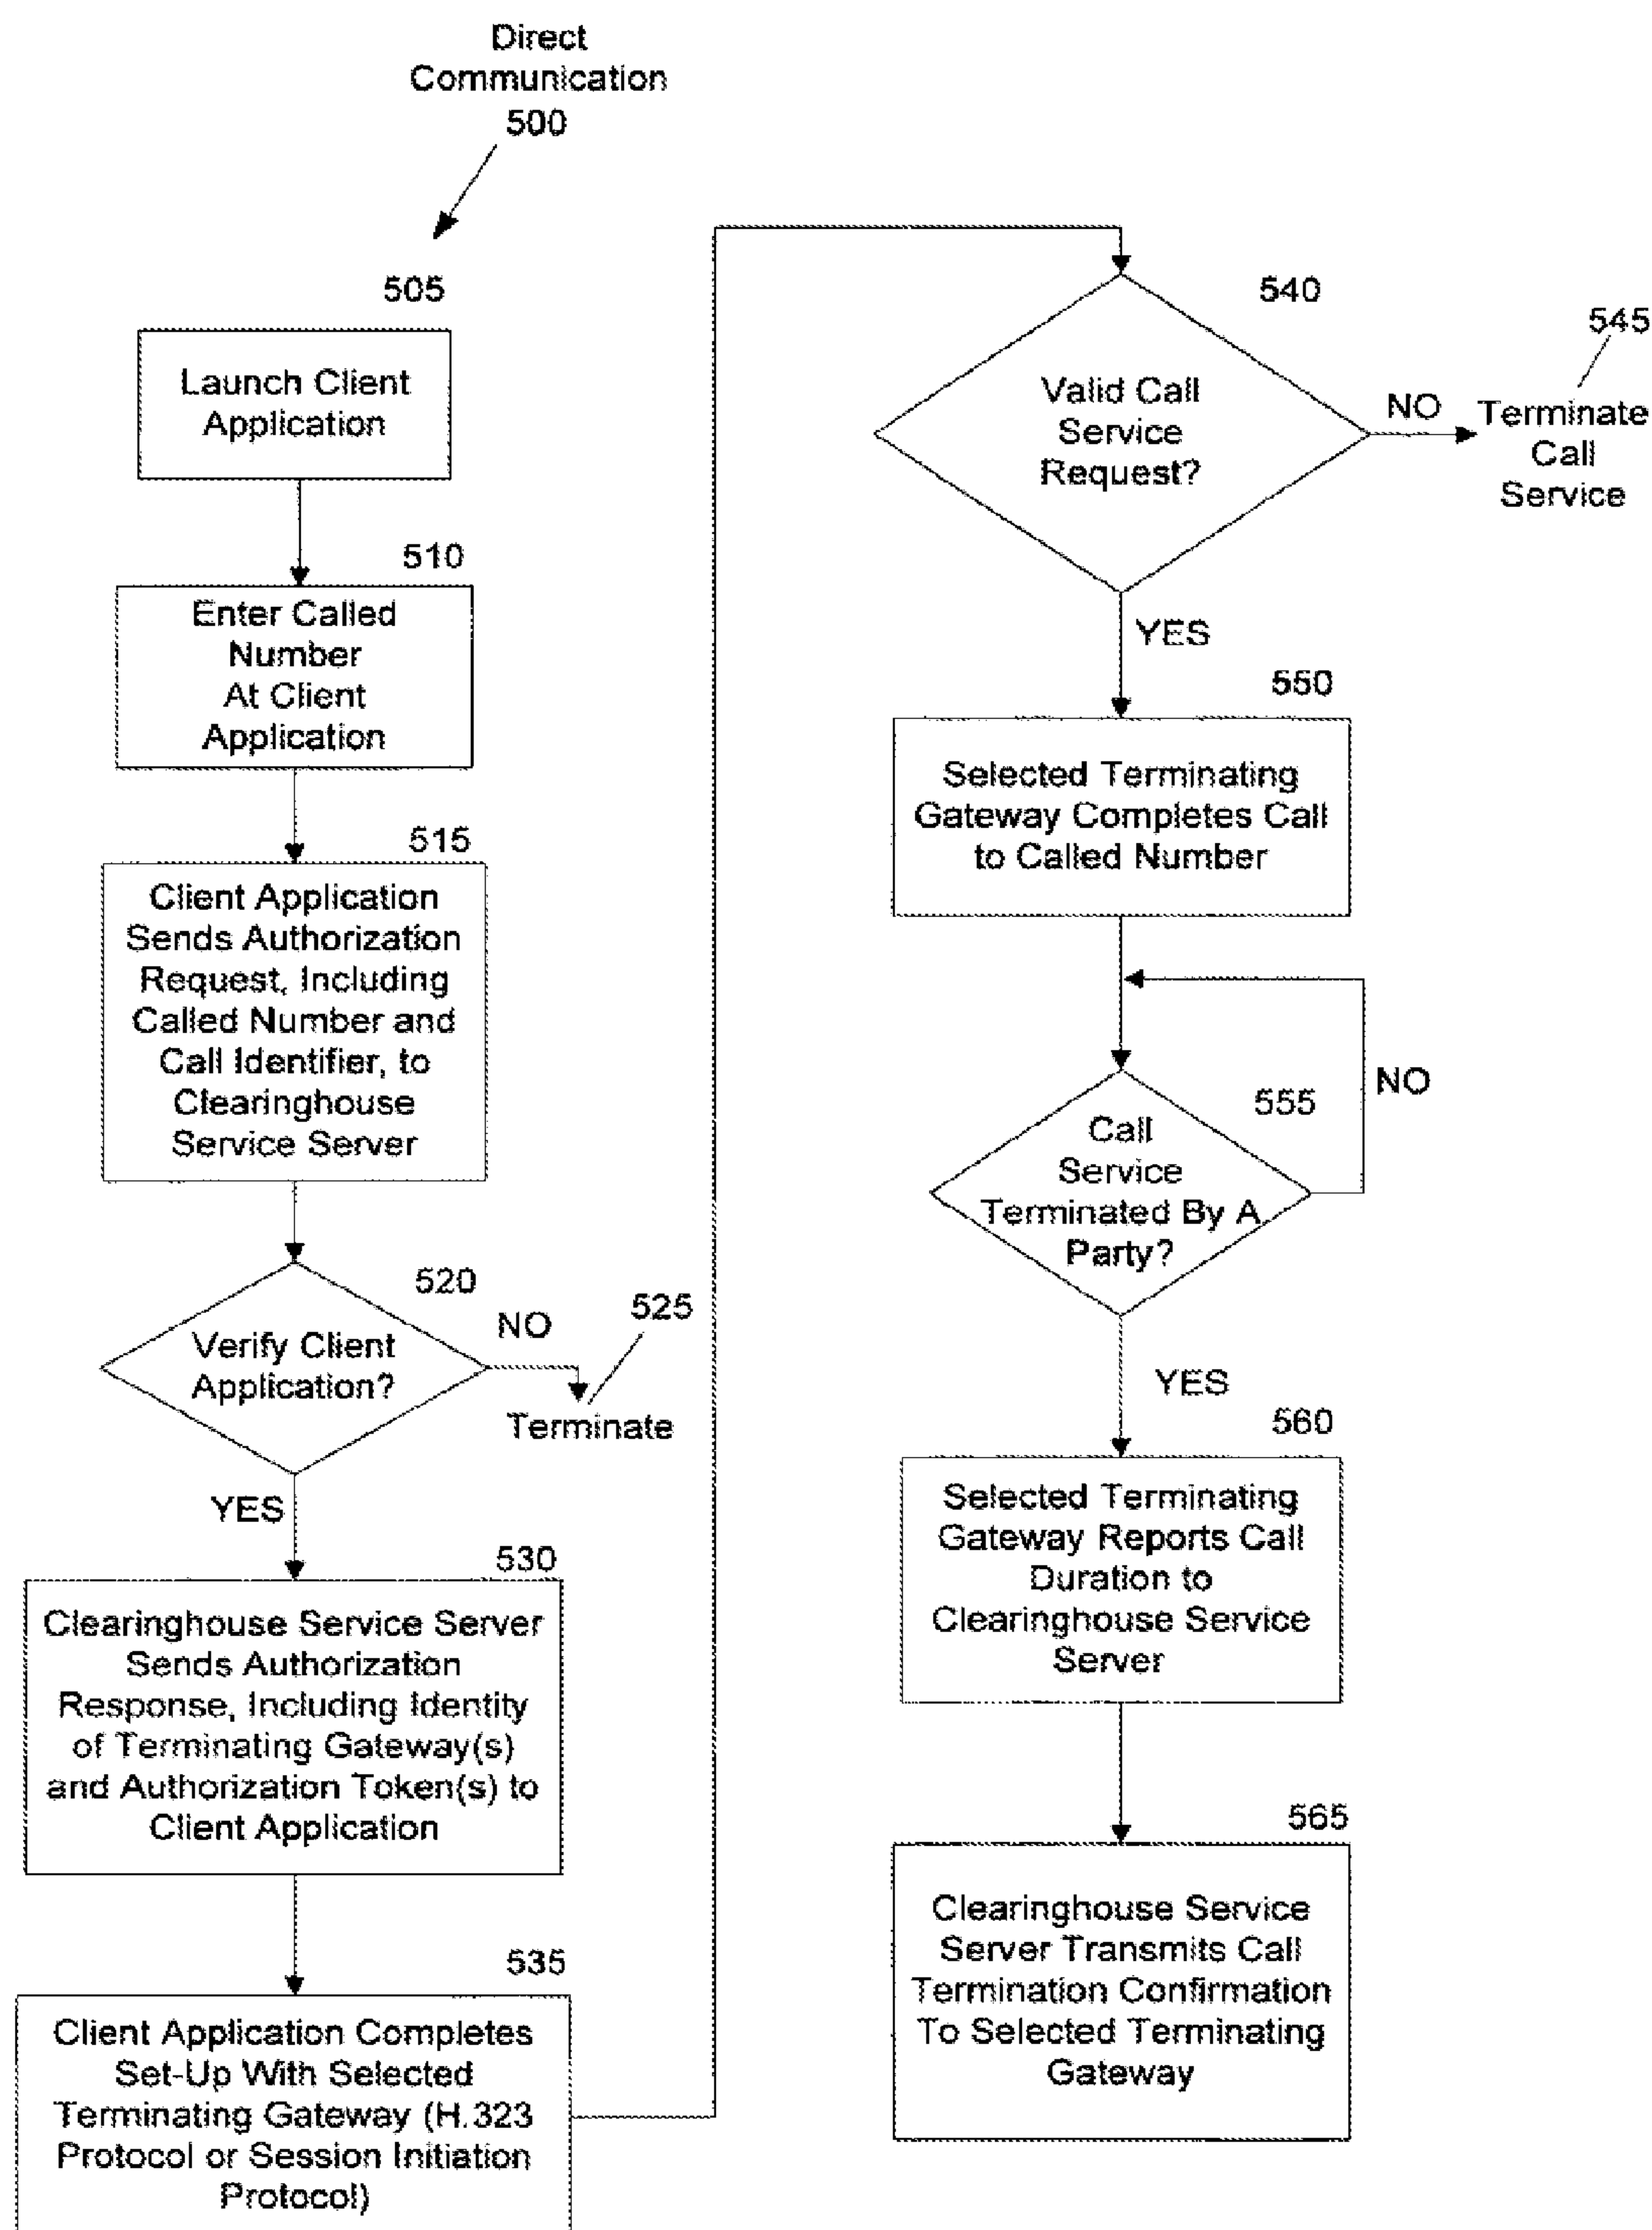 Direct
Communication
500
505
Launch Client
Application
510
Enter Called
Number
At Client
Application
515
Client Application
Sends Authorization
Request, Including
Called Number and
Call Identifier, to
Clearinghouse
Service Server
520
Verify Client
Application?
NO
525
Terminate
YES
530
Clearinghouse Service Server
Sends Authorization
Response, Including Identity
of Terminating Gateway(s)
and Authorization Token(s) to
Client Application
535
Client Application Completes
Set-Up With Selected
Terminating Gateway (H.323
Protocol or Session Initiation
Protocol)
540
Valid Call
Service
Request?
NO
545
Terminate
Call
Service
YES
550
Selected Terminating
Gateway Completes Call
to Called Number
555
Call
Service
Terminated By A
Party?
NO
YES
560
Selected Terminating
Gateway Reports Call
Duration to
Clearinghouse Service
Server
565
Clearinghouse Service
Server Transmits Call
Termination Confirmation
To Selected Terminating
Gateway